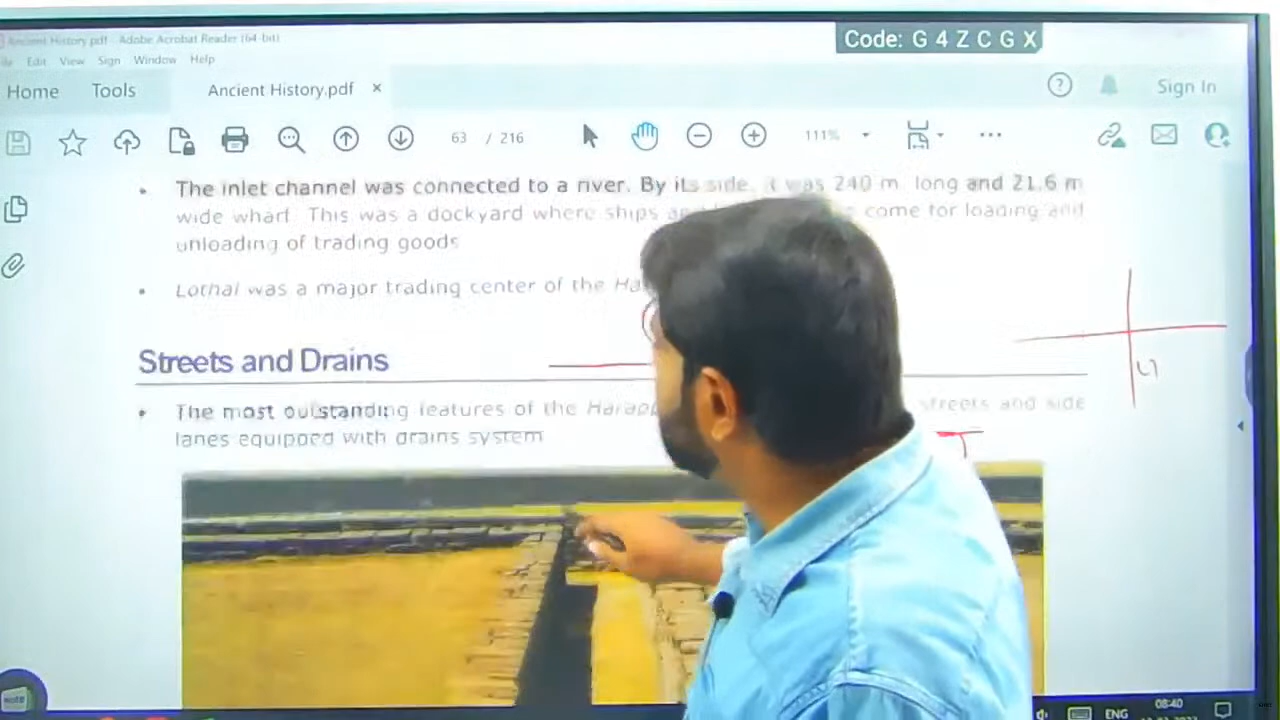 Code: G 4 Z C G X
Ancient History.pdf - Adobe Acrobat Reader (64-bit)
Edit View Sign Window Help
Home Tools Ancient History.pdf × ? Sign In
63 / 216 111%
• The inlet channel was connected to a river. By its side, it was 240 m long and 21.6 m
wide wharf. This was a dockyard where ships come for loading and
unloading of trading goods
• Lothal was a major trading center of the
Streets and Drains
• The most outstanding features of the streets and side
lanes equipped with drains system
note
ENG 08:40